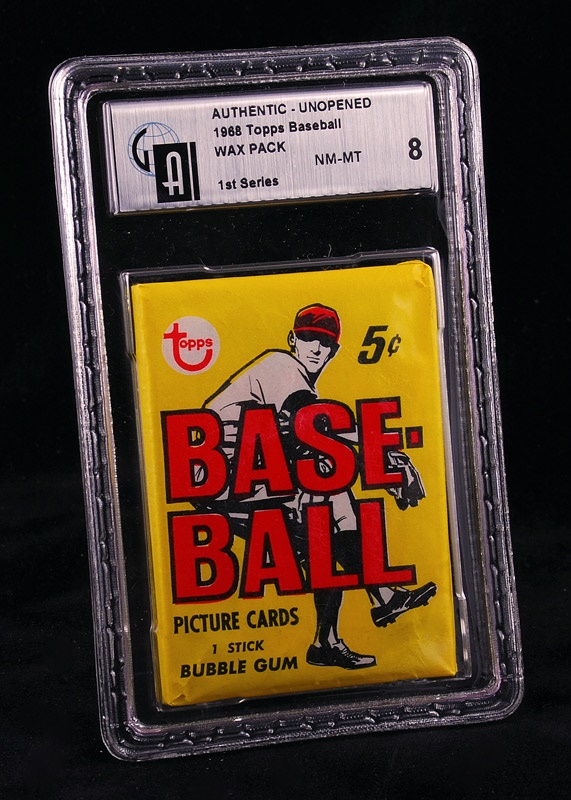 AUTHENTIC - UNOPENED
1968 Topps Baseball
WAX PACK
NM-MT
8
1st Series
GAI
topps
5¢
BASE-
BALL
PICTURE CARDS
1 STICK
BUBBLE GUM